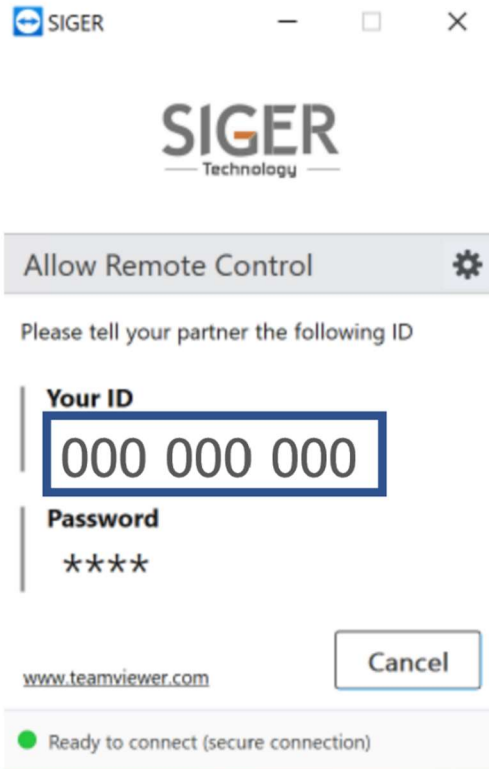 SIGER
SIGER
Technology
Allow Remote Control
Please tell your partner the following ID
Your ID
000 000 000
Password
****
Cancel
www.teamviewer.com
Ready to connect (secure connection)